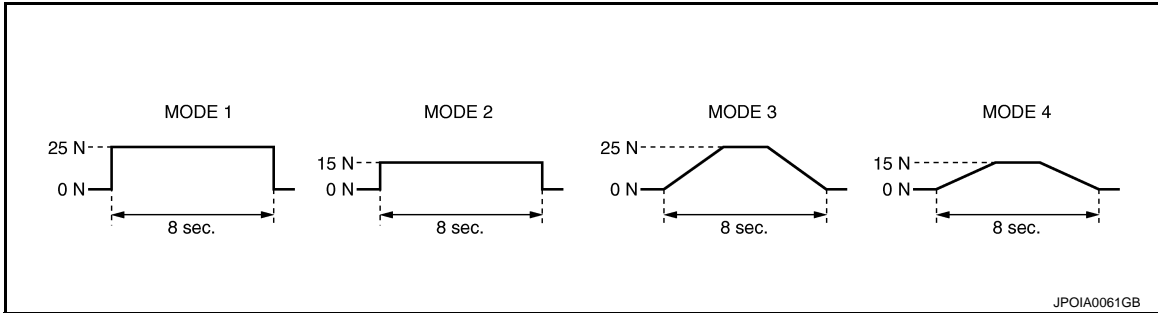 MODE 1
25 N
0 N
8 sec.
MODE 2
15 N
0 N
8 sec.
MODE 3
25 N
0 N
8 sec.
MODE 4
15 N
0 N
8 sec.
JPOIA0061GB